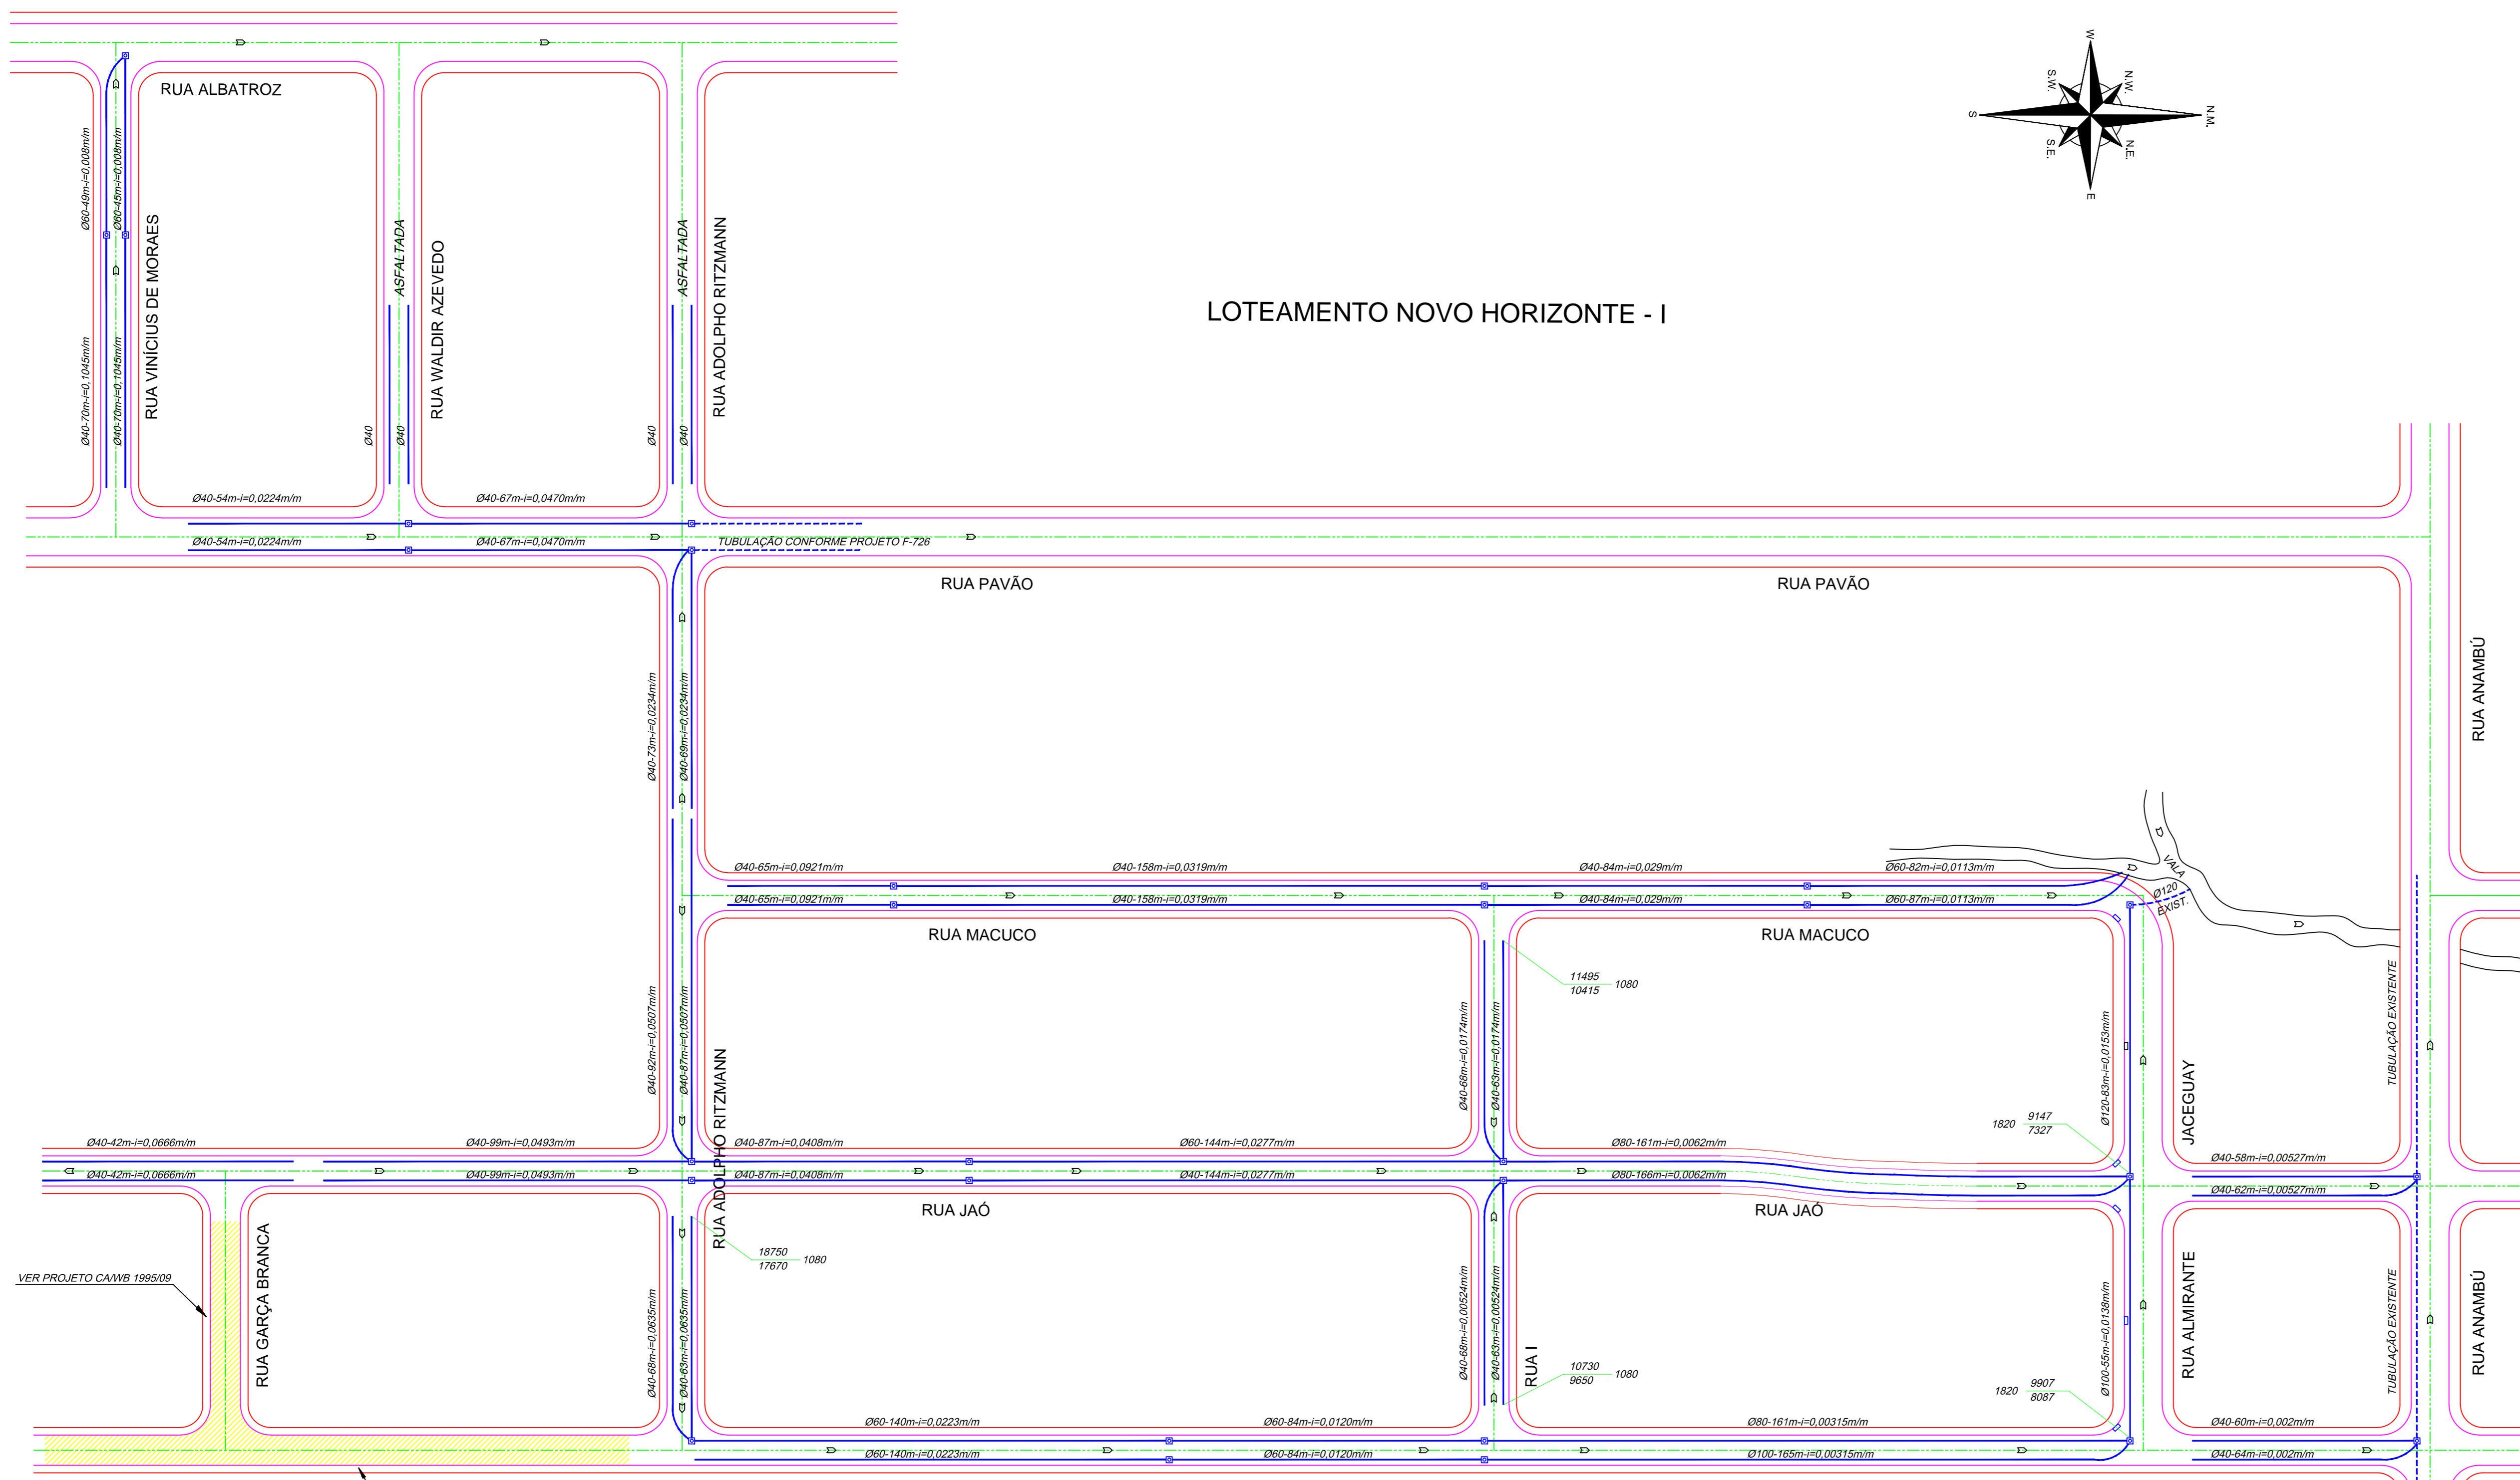 RUA ALBATROZ
W
S.W.
N.W.
S
N.M.
S.E.
N.E.
E
Ø60-49m-i=0,008m/m
Ø60-45m-i=0,008m/m
RUA VINÍCIUS DE MORAES
ASFALTADA
RUA WALDIR AZEVEDO
ASFALTADA
RUA ADOLPHO RITZMANN
LOTEAMENTO NOVO HORIZONTE - I
Ø40-70m-i=0,1045m/m
Ø40-70m-i=0,1045m/m
Ø40
Ø40
Ø40
Ø40
Ø40-54m-i=0,0224m/m
Ø40-67m-i=0,0470m/m
Ø40-54m-i=0,0224m/m
Ø40-67m-i=0,0470m/m
TUBULAÇÃO CONFORME PROJETO F-726
RUA PAVÃO
RUA PAVÃO
RUA ANAMBÚ
Ø40-73m-i=0,0234m/m
Ø40-69m-i=0,0234m/m
Ø40-65m-i=0,0921m/m
Ø40-158m-i=0,0319m/m
Ø40-84m-i=0,029m/m
Ø60-82m-i=0,0113m/m
VALA
Ø40-65m-i=0,0921m/m
Ø40-158m-i=0,0319m/m
Ø40-84m-i=0,029m/m
Ø60-87m-i=0,0113m/m
Ø120
EXIST.
RUA MACUCO
RUA MACUCO
11495
10415
1080
Ø40-92m-i=0,0507m/m
Ø40-87m-i=0,0507m/m
Ø40-68m-i=0,0174m/m
Ø40-63m-i=0,0174m/m
Ø120-83m-i=0,0153m/m
TUBULAÇÃO EXISTENTE
JACEGUAY
1820
9147
7327
RUA ADOLPHO RITZMANN
Ø40-42m-i=0,0666m/m
Ø40-99m-i=0,0493m/m
Ø40-87m-i=0,0408m/m
Ø60-144m-i=0,0277m/m
Ø80-161m-i=0,0062m/m
Ø40-58m-i=0,00527m/m
Ø40-42m-i=0,0666m/m
Ø40-99m-i=0,0493m/m
Ø40-87m-i=0,0408m/m
Ø40-144m-i=0,0277m/m
Ø80-166m-i=0,0062m/m
Ø40-62m-i=0,00527m/m
RUA JAÓ
RUA JAÓ
18750
17670
1080
VER PROJETO CA/WB 1995/09
RUA GARÇA BRANCA
Ø40-68m-i=0,0635m/m
Ø40-63m-i=0,0635m/m
Ø40-68m-i=0,00524m/m
Ø40-63m-i=0,00524m/m
RUA I
10730
9650
1080
1820
9907
8087
Ø100-55m-i=0,0138m/m
RUA ALMIRANTE
TUBULAÇÃO EXISTENTE
RUA ANAMBÚ
Ø60-140m-i=0,0223m/m
Ø60-84m-i=0,0120m/m
Ø80-161m-i=0,00315m/m
Ø40-60m-i=0,002m/m
Ø60-140m-i=0,0223m/m
Ø60-84m-i=0,0120m/m
Ø100-165m-i=0,00315m/m
Ø40-64m-i=0,002m/m